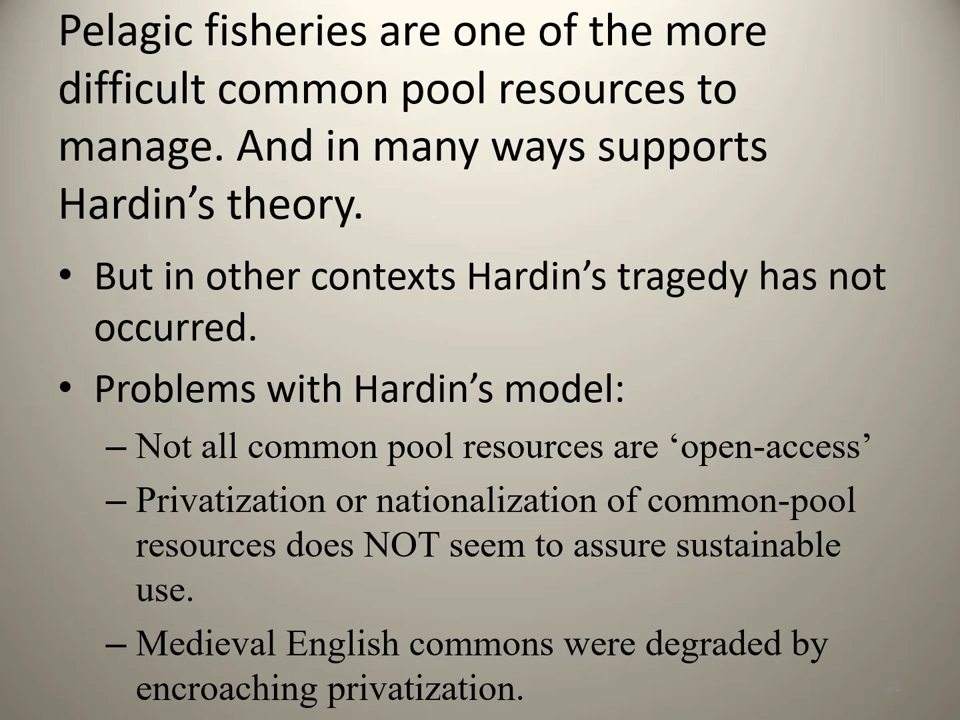 Pelagic fisheries are one of the more
difficult common pool resources to
manage. And in many ways supports
Hardin’s theory.
• But in other contexts Hardin’s tragedy has not
occurred.
• Problems with Hardin’s model:
– Not all common pool resources are ‘open-access’
– Privatization or nationalization of common-pool
resources does NOT seem to assure sustainable
use.
– Medieval English commons were degraded by
encroaching privatization.